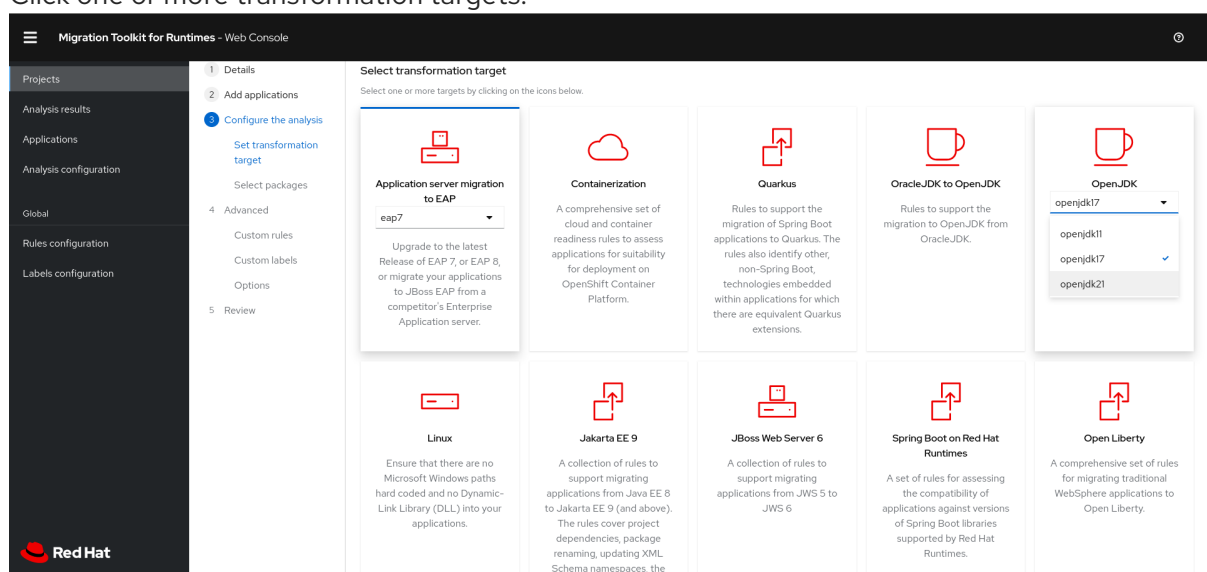 Click one or more transformation targets.
Migration Toolkit for Runtimes - Web Console
Projects
Analysis results
Applications
Analysis configuration
Global
Rules configuration
Labels configuration
Red Hat
1 Details
2 Add applications
3 Configure the analysis
Set transformation
target
Select packages
4 Advanced
Custom rules
Custom labels
Options
5 Review
Select transformation target
Select one or more targets by clicking on the icons below.
Application server migration
to EAP
eap7
Upgrade to the latest
Release of EAP 7, or EAP 8,
or migrate your applications
to JBoss EAP from a
competitor's Enterprise
Application server.
Containerization
A comprehensive set of
cloud and container
readiness rules to assess
applications for suitability
for deployment on
OpenShift Container
Platform.
Quarkus
Rules to support the
migration of Spring Boot
applications to Quarkus. The
rules also identify other,
non-Spring Boot,
technologies embedded
within applications for which
there are equivalent Quarkus
extensions.
OracleJDK to OpenJDK
Rules to support the
migration to OpenJDK from
OracleJDK.
OpenJDK
openjdk17
openjdk11
openjdk17
openjdk21
Linux
Ensure that there are no
Microsoft Windows paths
hard coded and no Dynamic-
Link Library (DLL) into your
applications.
Jakarta EE 9
A collection of rules to
support migrating
applications from Java EE 8
to Jakarta EE 9 (and above).
The rules cover project
dependencies, package
renaming, updating XML
Schema namespaces, the
JBoss Web Server 6
A collection of rules to
support migrating
applications from JWS 5 to
JWS 6
Spring Boot on Red Hat
Runtimes
A set of rules for assessing
the compatibility of
applications against versions
of Spring Boot libraries
supported by Red Hat
Runtimes.
Open Liberty
A comprehensive set of rules
for migrating traditional
WebSphere applications to
Open Liberty.